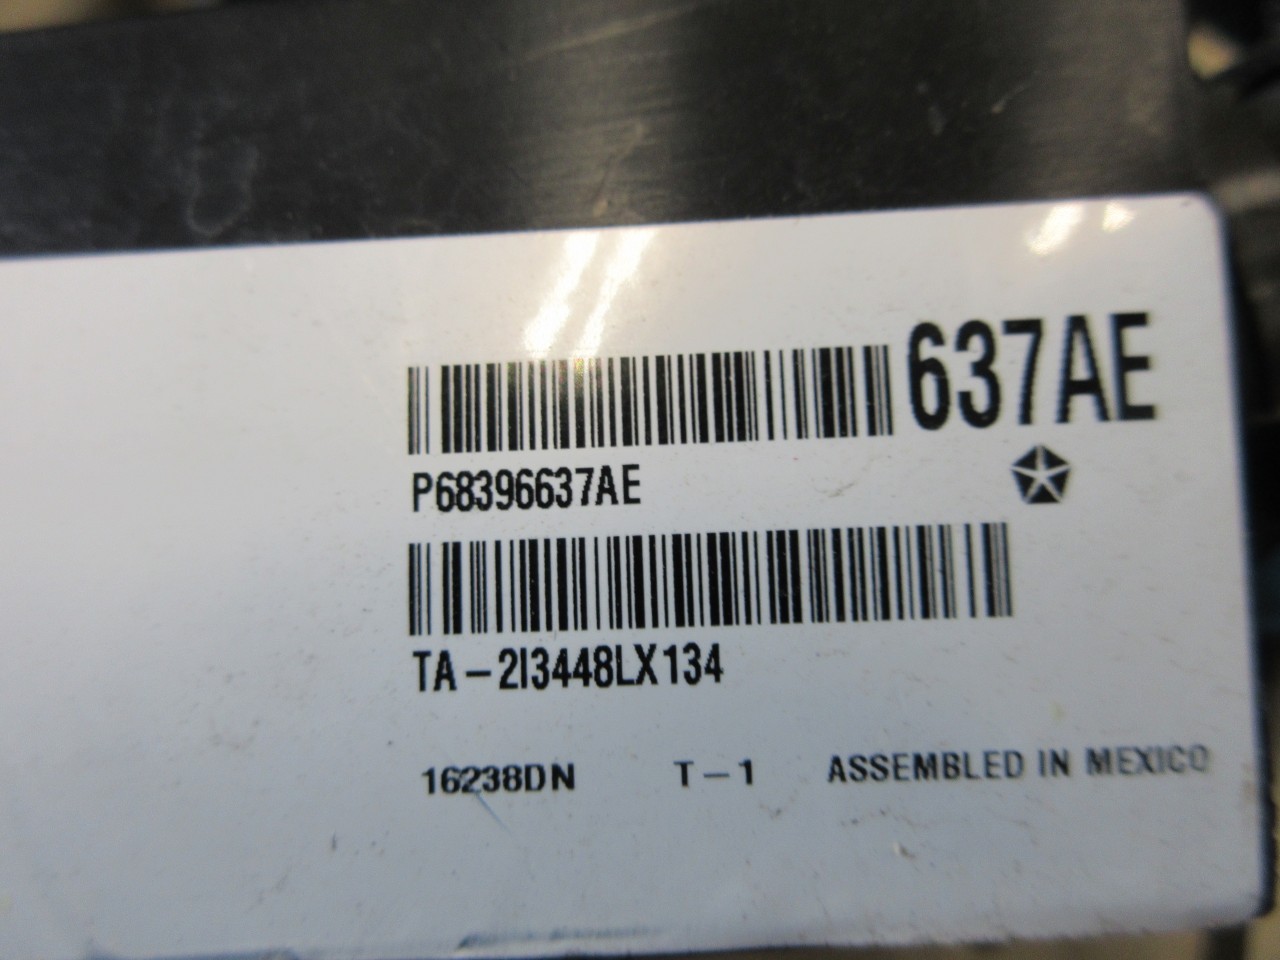 637AE
P68396637AE
TA-2I3448LX134
16238DN T-1 ASSEMBLED IN MEXICO